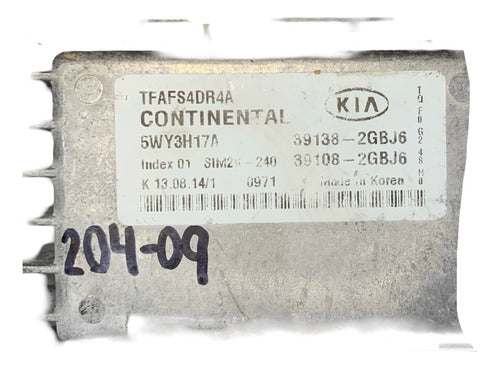 TFAFS4DR4A
CONTINENTAL
KIA
5WY3H17A 39138-2GBJ6
Index 01 SIM2K-240 39108-2GBJ6
K 13.08.14/1 0971 Made in Korea
204-09